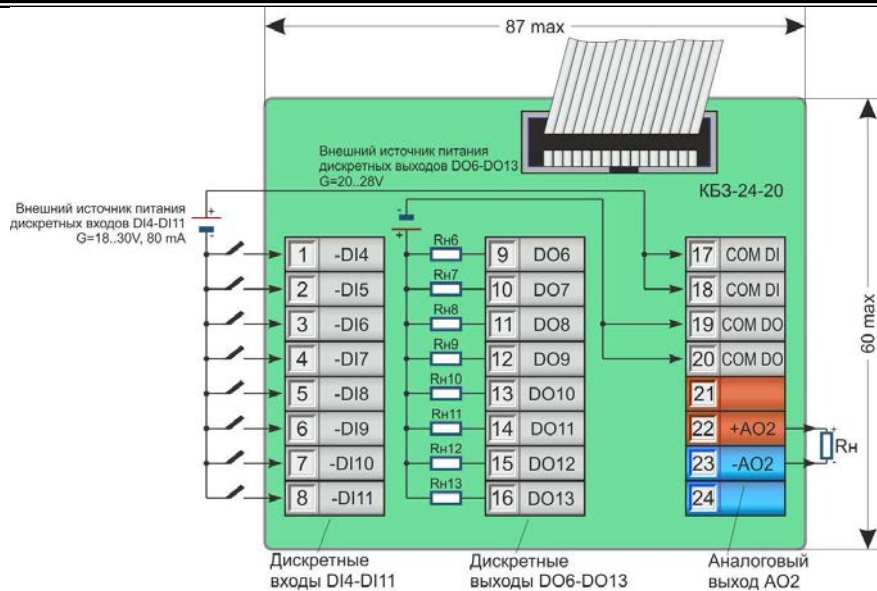 87 max
Внешний источник питания
дискретных выходов DO6-DO13
G=20..28V
КБЗ-24-20
Внешний источник питания
дискретных входов DI4-DI11
G=18..30V, 80 mA
+
-
-
+
1 -DI4
2 -DI5
3 -DI6
4 -DI7
5 -DI8
6 -DI9
7 -DI10
8 -DI11
Rн6
Rн7
Rн8
Rн9
Rн10
Rн11
Rн12
Rн13
9 DO6
10 DO7
11 DO8
12 DO9
13 DO10
14 DO11
15 DO12
16 DO13
17 COM DI
18 COM DI
19 COM DO
20 COM DO
21
22 +AO2
23 -AO2
24
+
Rн
-
60 max
Дискретные
входы DI4-DI11
Дискретные
выходы DO6-DO13
Аналоговый
выход AO2